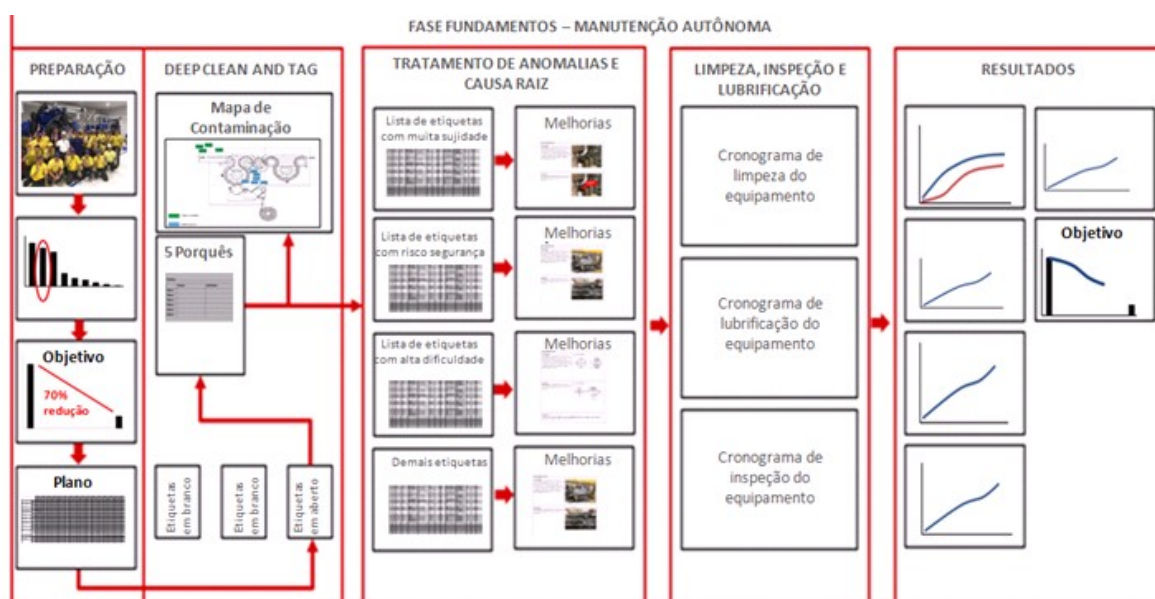 FASE FUNDAMENTOS – MANUTENÇÃO AUTÔNOMA
PREPARAÇÃO
Objetivo
70%
redução
Plano
DEEP CLEAN AND TAG
Mapa de
Contaminação
5 Porquês
Etiquetas
em branco
Etiquetas
em branco
Etiquetas
em aberto
TRATAMENTO DE ANOMALIAS E
CAUSA RAIZ
Lista de etiquetas
com muita sujidade
Melhorias
Lista de etiquetas
com risco segurança
Melhorias
Lista de etiquetas
com alta dificuldade
Melhorias
Demais etiquetas
Melhorias
LIMPEZA, INSPEÇÃO E
LUBRIFICAÇÃO
Cronograma de
limpeza do
equipamento
Cronograma de
lubrificação do
equipamento
Cronograma de
inspeção do
equipamento
RESULTADOS
Objetivo